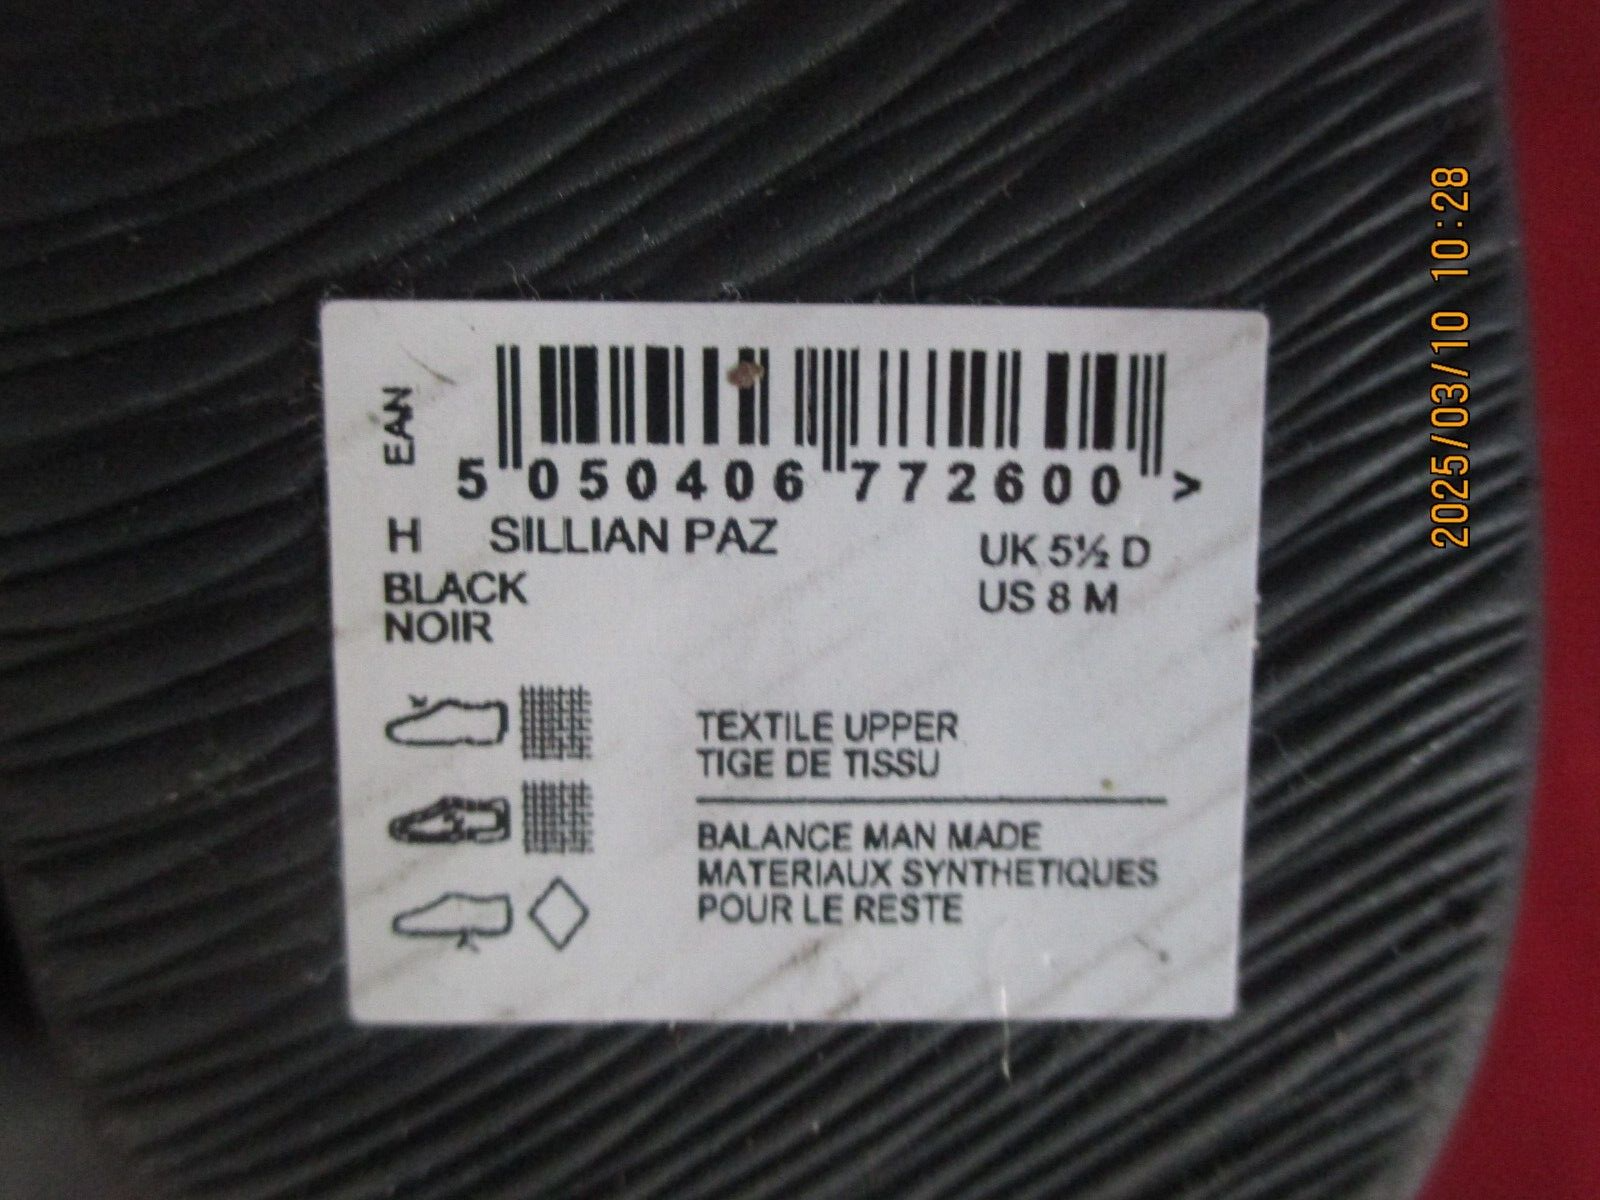 EAN
5 050406 772600 >
H SILLIAN PAZ
UK 5½ D
BLACK
US 8 M
NOIR
TEXTILE UPPER
TIGE DE TISSU
BALANCE MAN MADE
MATERIAUX SYNTHETIQUES
POUR LE RESTE
2025/03/10 10:28